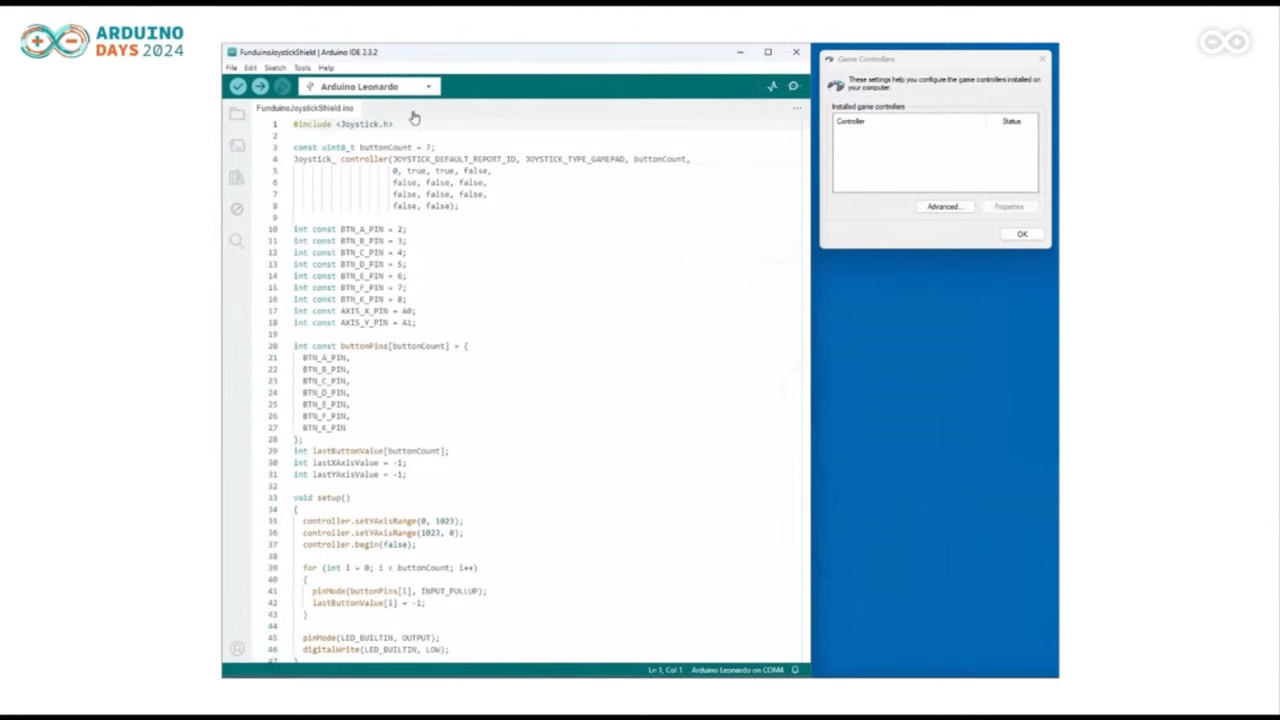 ARDUINO
DAYS 2024
FunduinoJoystickShield | Arduino IDE 2.3.2
File Edit Sketch Tools Help
Arduino Leonardo
FunduinoJoystickShield.ino
1 #include <Joystick.h>
2
3 const uint8_t buttonCount = 7;
4 Joystick_ controller(JOYSTICK_DEFAULT_REPORT_ID, JOYSTICK_TYPE_GAMEPAD, buttonCount,
5 0, true, true, false,
6 false, false, false,
7 false, false, false,
8 false, false);
9
10 int const BTN_A_PIN = 2;
11 int const BTN_B_PIN = 3;
12 int const BTN_C_PIN = 4;
13 int const BTN_D_PIN = 5;
14 int const BTN_E_PIN = 6;
15 int const BTN_F_PIN = 7;
16 int const BTN_K_PIN = 8;
17 int const AXIS_X_PIN = A0;
18 int const AXIS_Y_PIN = A1;
19
20 int const buttonPins[buttonCount] = {
21 BTN_A_PIN,
22 BTN_B_PIN,
23 BTN_C_PIN,
24 BTN_D_PIN,
25 BTN_E_PIN,
26 BTN_F_PIN,
27 BTN_K_PIN
28 };
29 int lastButtonValue[buttonCount];
30 int lastXAxisValue = -1;
31 int lastYAxisValue = -1;
32
33 void setup()
34 {
35 controller.setYAxisRange(0, 1023);
36 controller.setYAxisRange(1023, 0);
37 controller.begin(false);
38
39 for (int i = 0; i < buttonCount; i++)
40 {
41 pinMode(buttonPins[i], INPUT_PULLUP);
42 lastButtonValue[i] = -1;
43 }
44
45 pinMode(LED_BUILTIN, OUTPUT);
46 digitalWrite(LED_BUILTIN, LOW);
47 }
Ln 1, Col 1 Arduino Leonardo on COM4
Game Controllers
These settings help you configure the game controllers installed on
your computer.
Installed game controllers
Controller Status
Advanced... Properties
OK